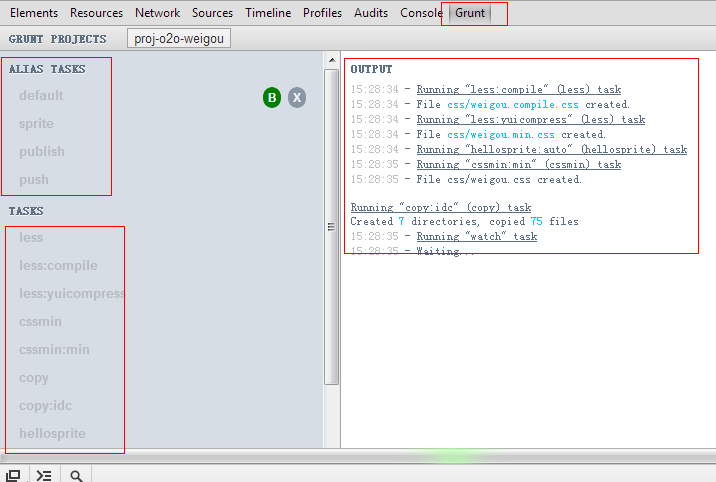 Elements Resources Network Sources Timeline Profiles Audits Console Grunt
GRUNT PROJECTS proj-o2o-weigou
ALIAS TASKS
default B X
sprite
publish
push
TASKS
less
less:compile
less:yuicompress
cssmin
cssmin:min
copy
copy:idc
hellosprite
OUTPUT
15:28:34 - Running "less:compile" (less) task
15:28:34 - File css/weigou.compile.css created.
15:28:34 - Running "less:yuicompress" (less) task
15:28:34 - File css/weigou.min.css created.
15:28:34 - Running "hellosprite:auto" (hellosprite) task
15:28:35 - Running "cssmin:min" (cssmin) task
15:28:35 - File css/weigou.css created.
Running "copy:idc" (copy) task
Created 7 directories, copied 75 files
15:28:35 - Running "watch" task
15:28:35 - Waiting...